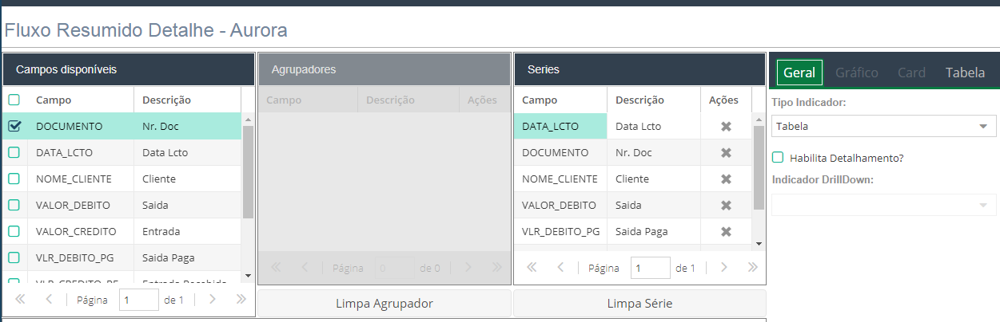 Fluxo Resumido Detalhe - Aurora
Campos disponíveis
Campo Descrição
DOCUMENTO Nr. Doc
DATA_LCTO Data Lcto
NOME_CLIENTE Cliente
VALOR_DEBITO Saida
VALOR_CREDITO Entrada
VLR_DEBITO_PG Saida Paga
Página 1 de 1
Agrupadores
Campo Descrição Ações
Página 0 de 0
Limpa Agrupador
Series
Campo Descrição Ações
DATA_LCTO Data Lcto
DOCUMENTO Nr. Doc
NOME_CLIENTE Cliente
VALOR_DEBITO Saida
VLR_DEBITO_PG Saida Paga
Página 1 de 1
Limpa Série
Geral Gráfico Card Tabela
Tipo Indicador:
Tabela
Habilita Detalhamento?
Indicador DrillDown: